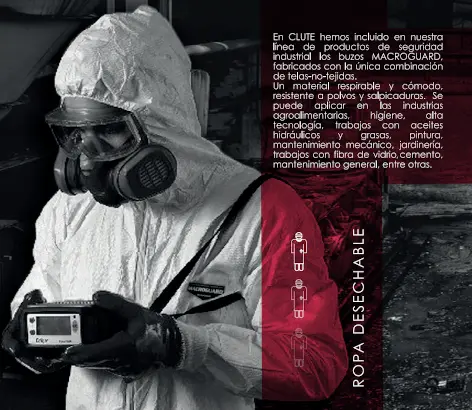 En CLUTE hemos incluido en nuestra
línea de productos de seguridad
industrial los buzos MACROGUARD,
fabricados con la única combinación
de telas-no-tejidas.
Un material respirable y cómodo,
resistente a polvos y salpicaduras. Se
puede aplicar en las industrias
agroalimentarias, higiene, alta
tecnología, trabajos con aceites
hidráulicos y grasas, pintura,
mantenimiento mecánico, jardinería,
trabajos con fibra de vidrio, cemento,
mantenimiento general, entre otras.
MACROGUARD
Dräger
ROPA DESECHABLE